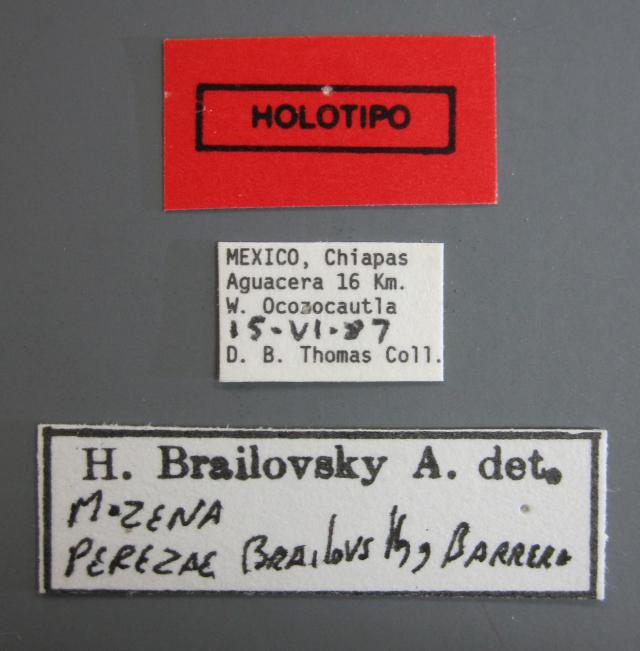 HOLOTIPO
MEXICO, Chiapas
Aguacera 16 Km.
W. Ocozocautla
15-VI-87
D. B. Thomas Coll.
H. Brailovsky A. det.
MOZENA
PEREZAE BRAILOVSKY, BARRERA